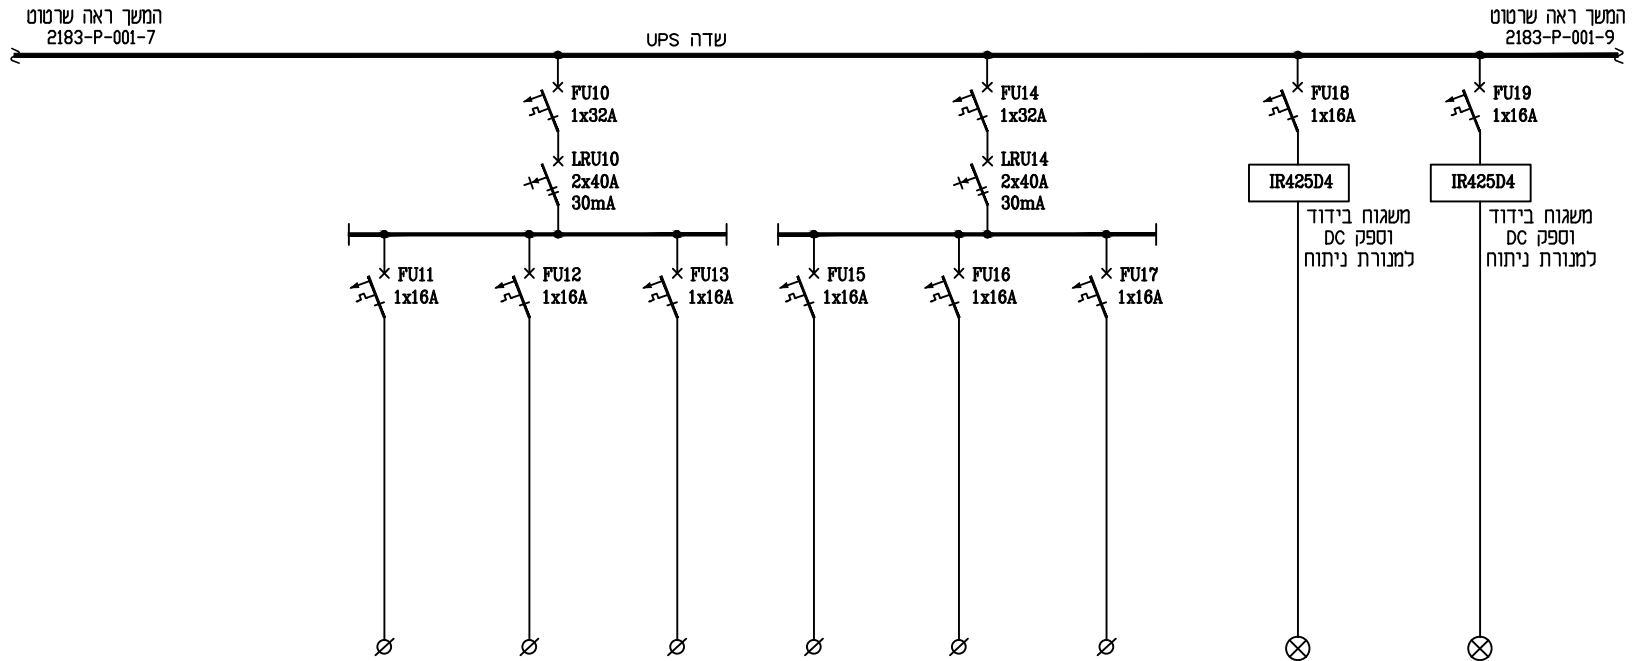 המשך ראה שרטוט
2183-P-001-7
שדה UPS
המשך ראה שרטוט
2183-P-001-9
FU10
1x32A
LRU10
2x40A
30mA
FU14
1x32A
LRU14
2x40A
30mA
FU18
1x16A
IR425D4
משגוח בידוד
וספק DC
למנורת ניתוח
FU19
1x16A
IR425D4
משגוח בידוד
וספק DC
למנורת ניתוח
FU11
1x16A
FU12
1x16A
FU13
1x16A
FU15
1x16A
FU16
1x16A
FU17
1x16A